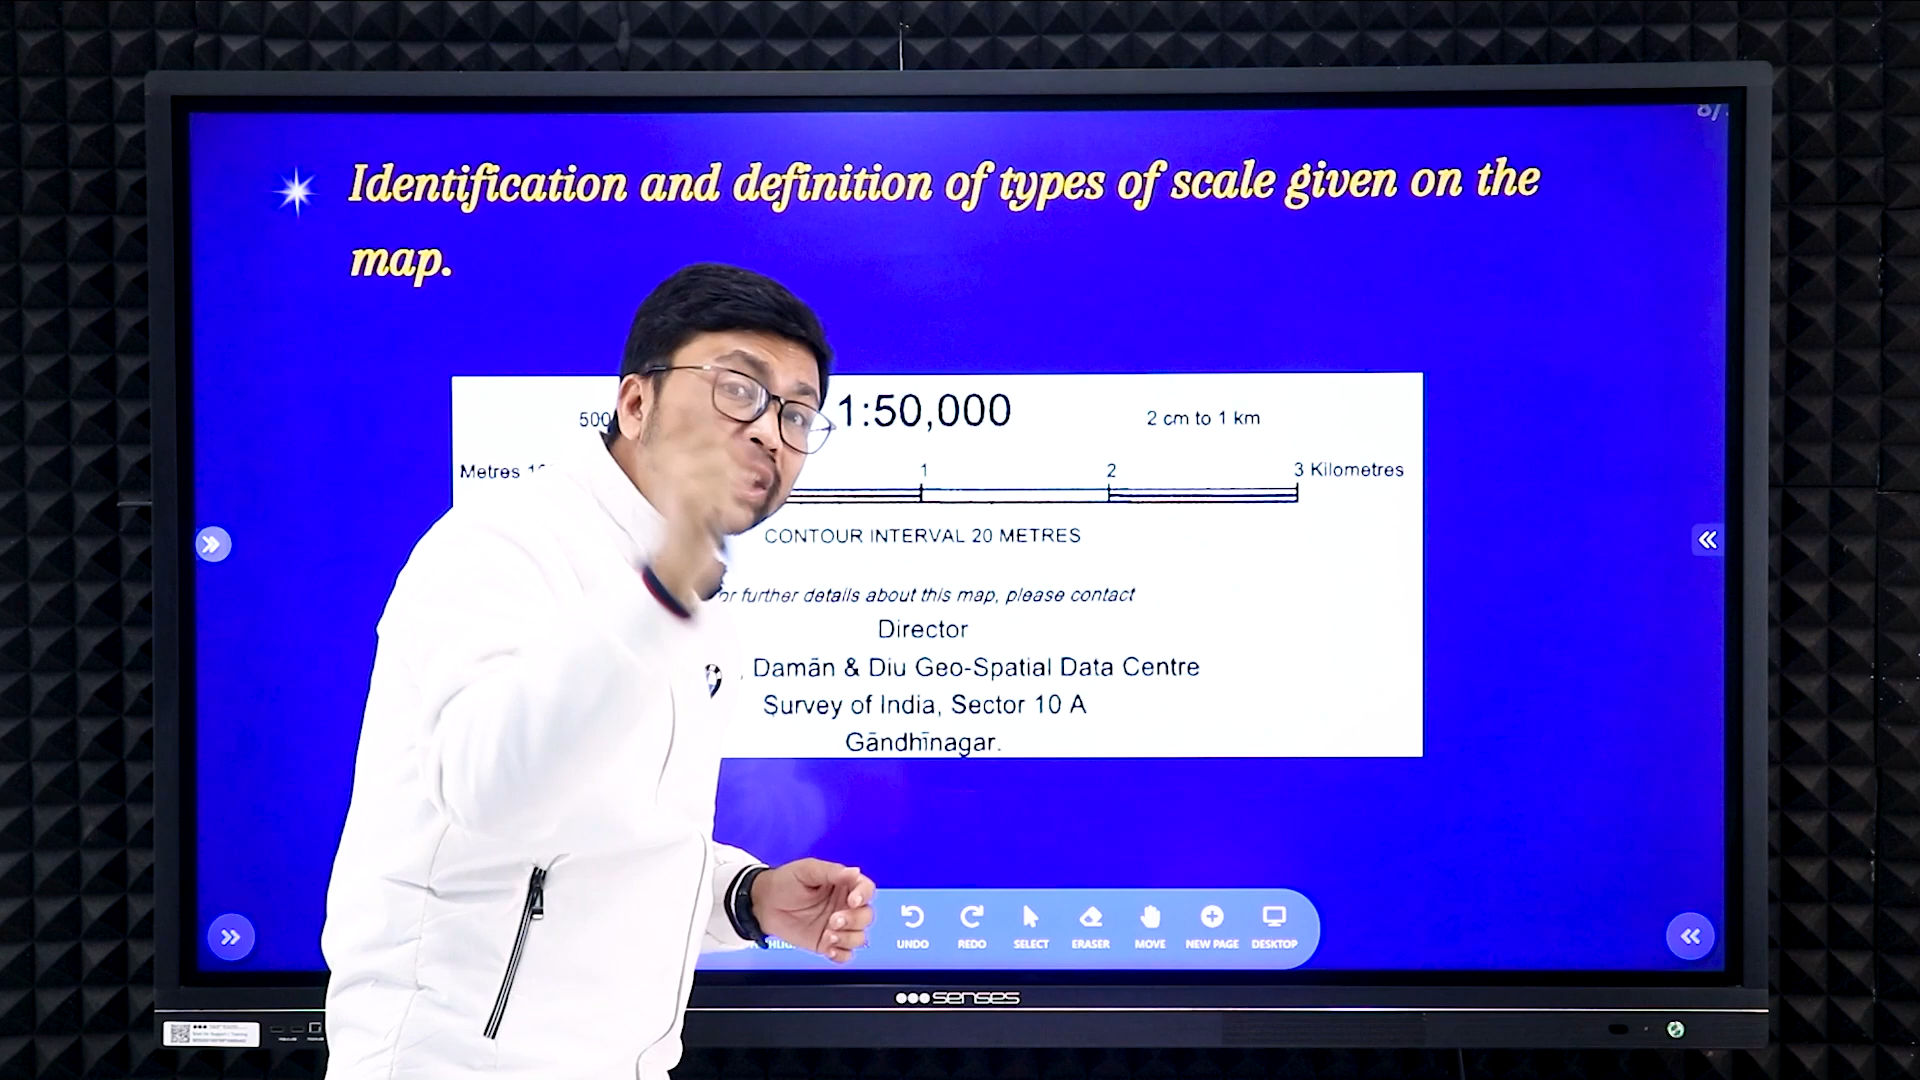 8/
Identification and definition of types of scale given on the
map.
500 1:50,000 2 cm to 1 km
Metres 1 2 3 Kilometres
CONTOUR INTERVAL 20 METRES
further details about this map, please contact
Director
, Damān & Diu Geo-Spatial Data Centre
Survey of India, Sector 10 A
Gāndhīnagar.
UNDO REDO SELECT ERASER MOVE NEW PAGE DESKTOP
senses